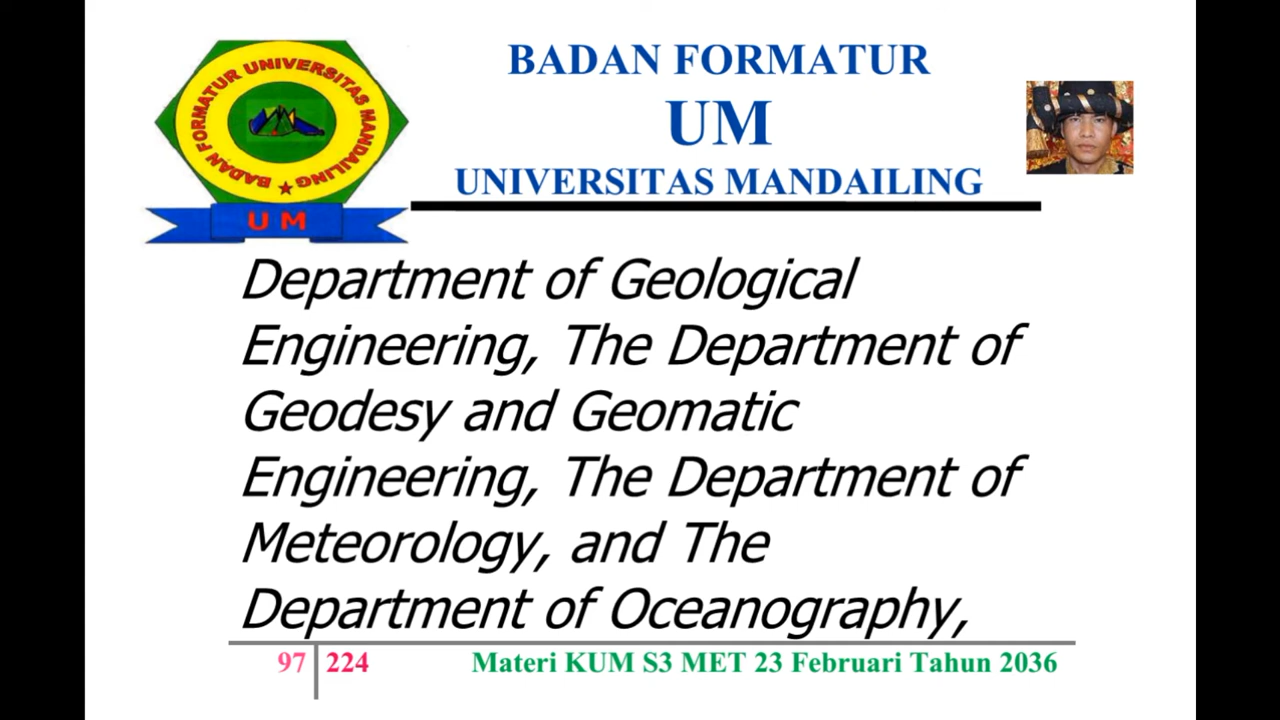 BADAN FORMATUR UNIVERSITAS MANDAILING
U M
BADAN FORMATUR
UM
UNIVERSITAS MANDAILING
Department of Geological
Engineering, The Department of
Geodesy and Geomatic
Engineering, The Department of
Meteorology, and The
Department of Oceanography,
97 224 Materi KUM S3 MET 23 Februari Tahun 2036